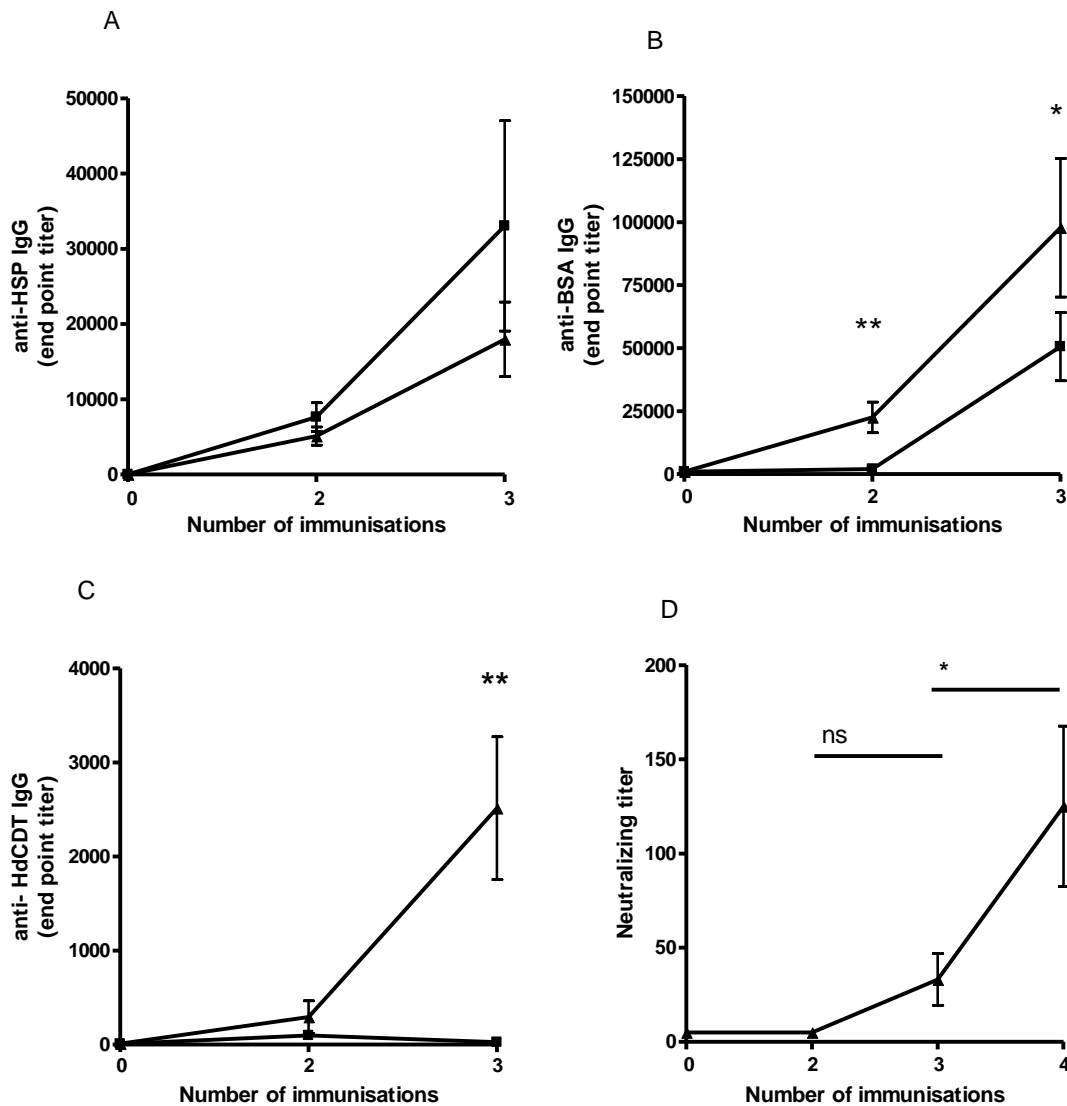 A
50000
40000
30000
20000
10000
0
anti-HSP IgG
(end point titer)
0
2
3
Number of immunisations
B
150000
125000
100000
75000
50000
25000
0
anti-BSA IgG
(end point titer)
**
*
0
2
3
Number of immunisations
C
4000
3000
2000
1000
0
anti- HdCDT IgG
(end point titer)
**
0
2
3
Number of immunisations
D
200
150
100
50
0
Neutralizing titer
ns
*
0
2
3
4
Number of immunisations